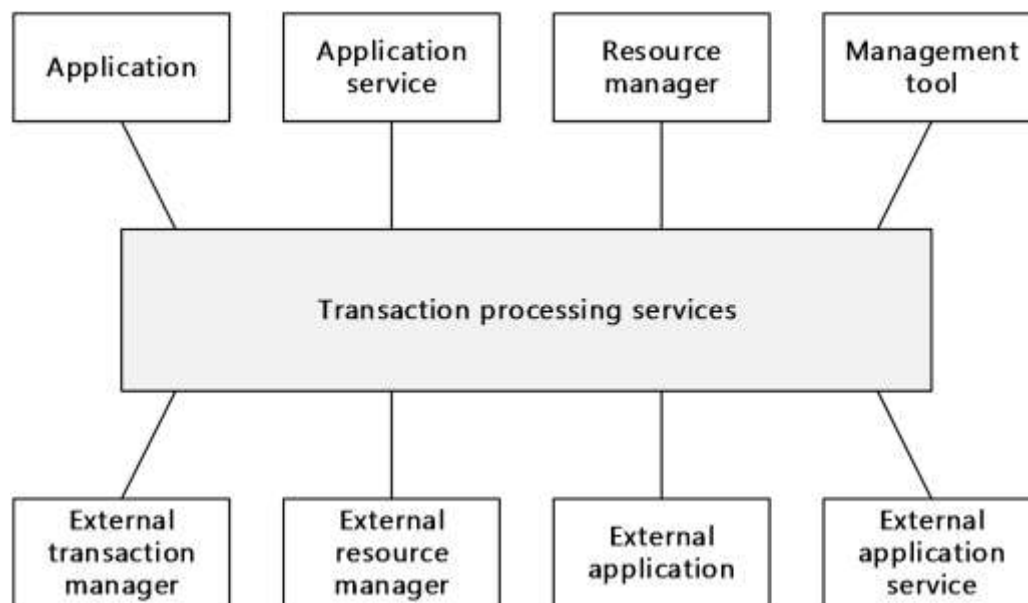 Application
Application
service
Resource
manager
Management
tool
Transaction processing services
External
transaction
manager
External
resource
manager
External
application
External
application
service